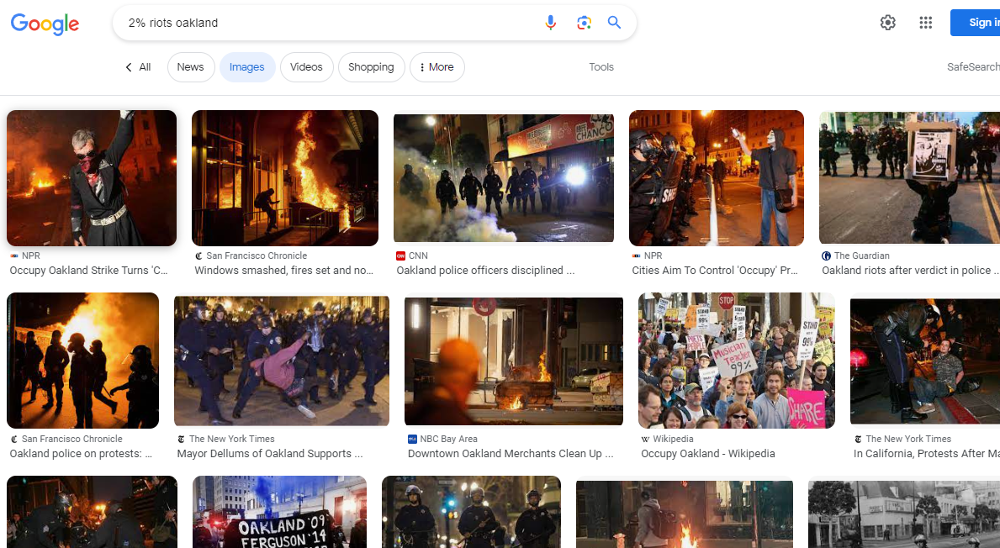 Google
2% riots oakland
Sign in
All
News
Images
Videos
Shopping
More
Tools
SafeSearch
CHANCO
SHE
NPR
Occupy Oakland Strike Turns 'C...
San Francisco Chronicle
Windows smashed, fires set and no...
CNN
Oakland police officers disciplined ...
NPR
Cities Aim To Control 'Occupy' Pr...
The Guardian
Oakland riots after verdict in police ..
STOP
STAND
99%
Musician
Teacher
99%
STAND
99%
SHARE
San Francisco Chronicle
Oakland police on protests: ...
The New York Times
Mayor Dellums of Oakland Supports ...
NBC Bay Area
Downtown Oakland Merchants Clean Up ...
Wikipedia
Occupy Oakland - Wikipedia
The New York Times
In California, Protests After Ma
OAKLAND '09
FERGUSON '14